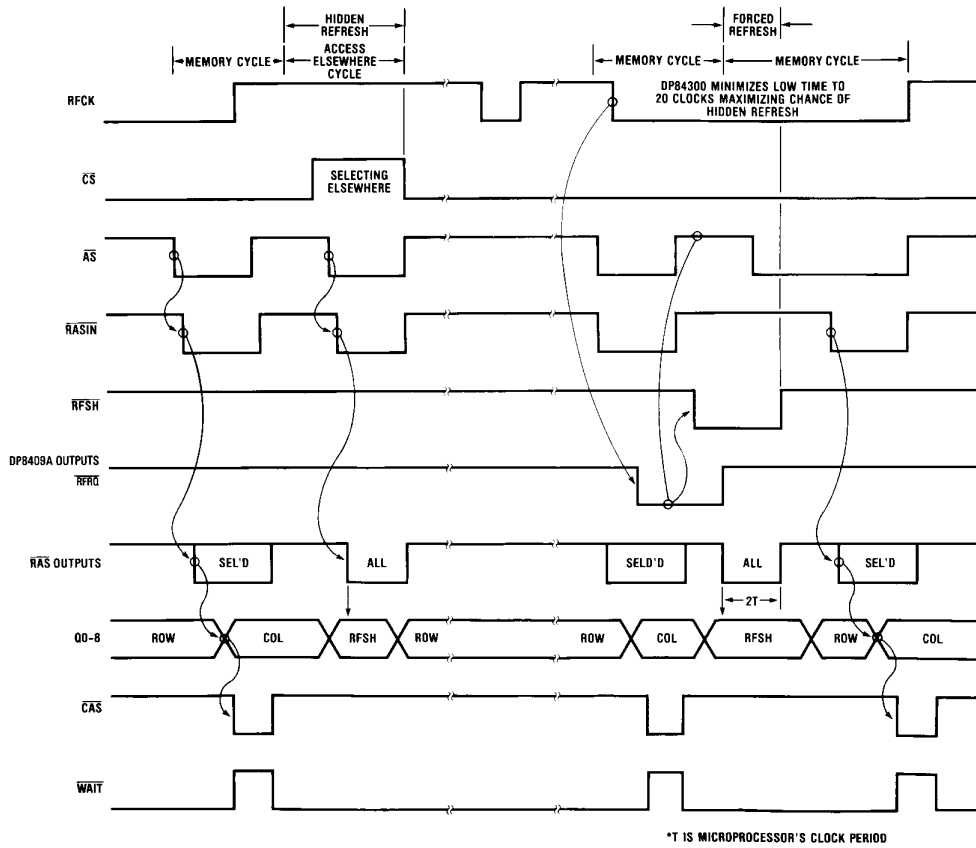 HIDDEN
REFRESH
FORCED
REFRESH
MEMORY CYCLE
ACCESS
ELSEWHERE
CYCLE
MEMORY CYCLE
MEMORY CYCLE
RFCK
DP84300 MINIMIZES LOW TIME TO
20 CLOCKS MAXIMIZING CHANCE OF
HIDDEN REFRESH
CS
SELECTING
ELSEWHERE
AS
RASIN
RFSH
DP8409A OUTPUTS
RFRQ
RAS OUTPUTS
SEL'D
ALL
SELD'D
ALL
SEL'D
2T
Q0-8
ROW
COL
RFSH
ROW
ROW
COL
RFSH
ROW
COL
CAS
WAIT
*T IS MICROPROCESSOR'S CLOCK PERIOD